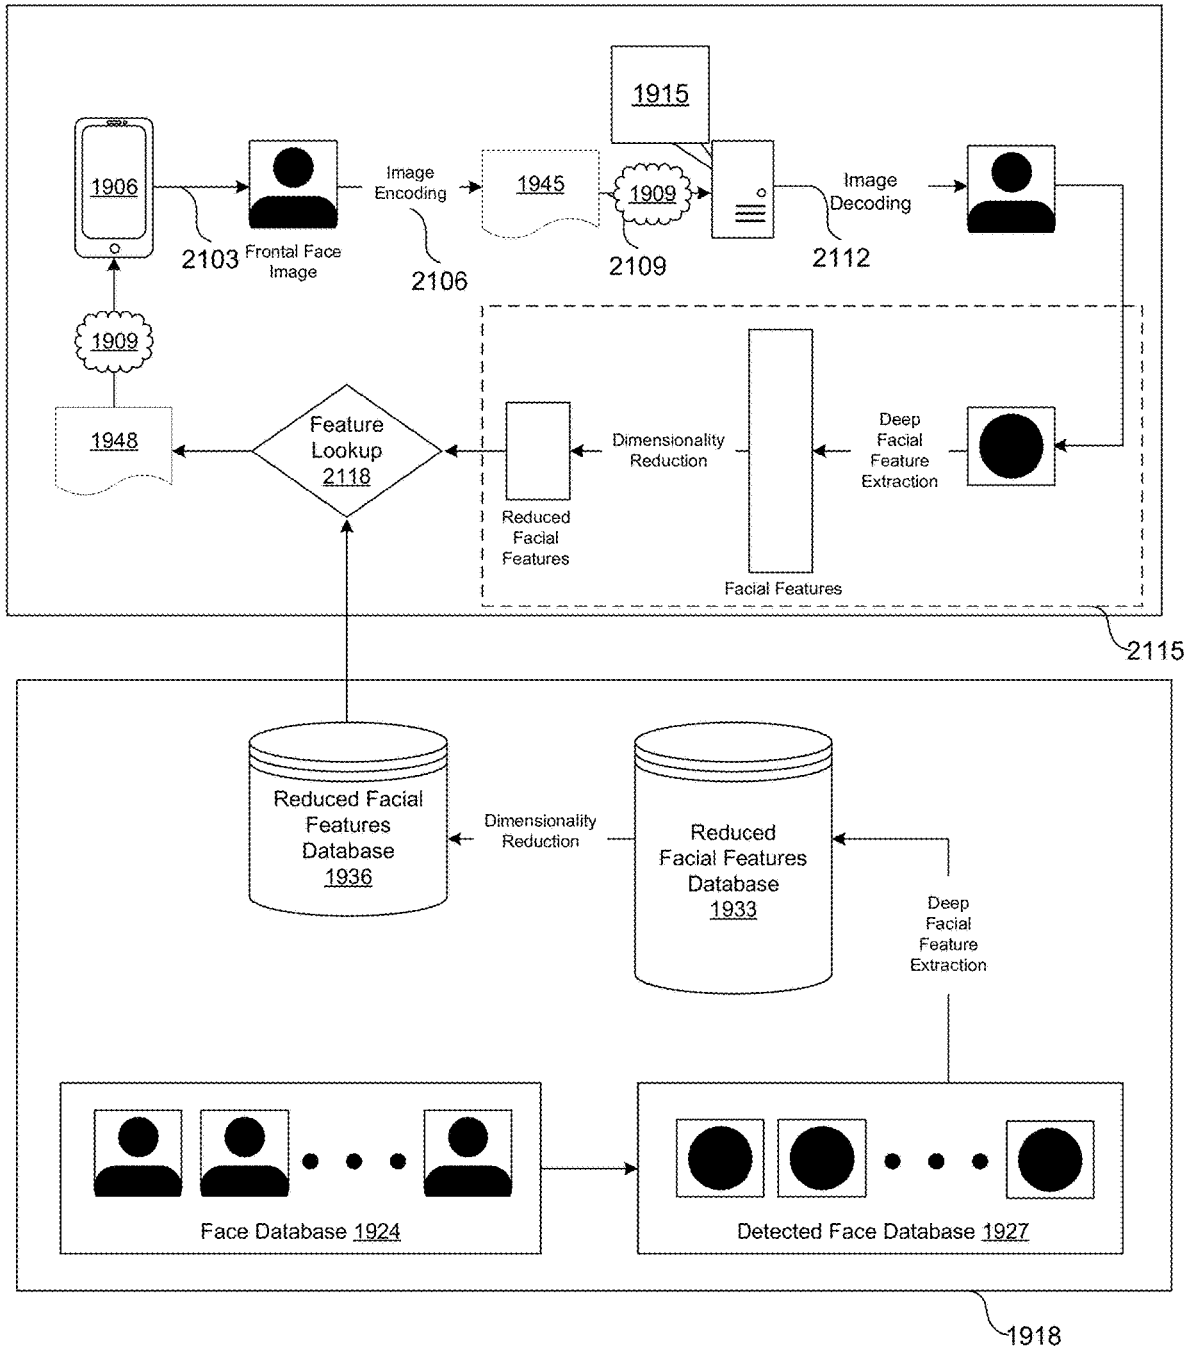 1915
1906
2103
Frontal Face
Image
Image
Encoding
2106
1945
1909
2109
2112
Image
Decoding
1909
1948
Feature
Lookup
2118
Reduced
Facial
Features
Dimensionality
Reduction
Facial Features
Deep
Facial
Feature
Extraction
2115
Reduced Facial
Features
Database
1936
Dimensionality
Reduction
Reduced
Facial Features
Database
1933
Deep
Facial
Feature
Extraction
Face Database 1924
Detected Face Database 1927
1918